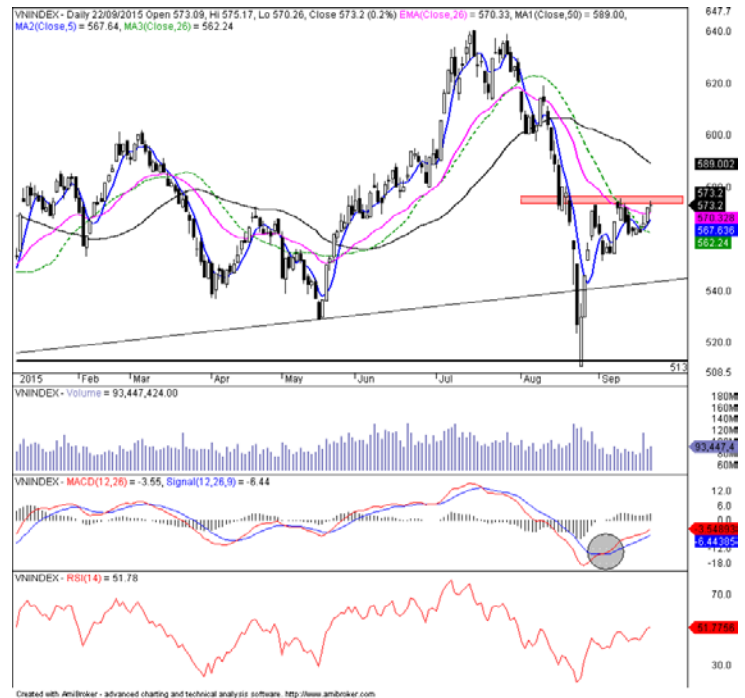 VNINDEX - Daily 22/09/2015 Open 573.09, Hi 575.17, Lo 570.26, Close 573.2 (0.2%) EMA(Close,26) = 570.33, MA1(Close,50) = 589.00,
MA2(Close,5) = 567.64, MA3(Close,26) = 562.24
647.7
640.0
620.0
600.0
589.002
573.2
573.2
570.328
567.636
562.24
540.0
520.0
513
508.5
2015 Feb Mar Apr May Jun Jul Aug Sep
VNINDEX - Volume = 93,447,424.00
180M
160M
140M
120M
93,447,4
80M
60M
VNINDEX - MACD(12,26) = -3.55, Signal(12,26,9) = -6.44
12.0
6.0
0.0
-6.44385
-12.0
-18.0
VNINDEX - RSI(14) = 51.78
70.0
51.7756
30.0
Created with AmiBroker - advanced charting and technical analysis software. http://www.amibroker.com